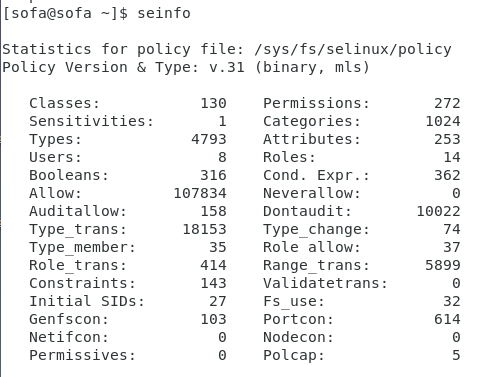 [sofa@sofa ~]$ seinfo
Statistics for policy file: /sys/fs/selinux/policy
Policy Version & Type: v.31 (binary, mls)
Classes: 130 Permissions: 272
Sensitivities: 1 Categories: 1024
Types: 4793 Attributes: 253
Users: 8 Roles: 14
Booleans: 316 Cond. Expr.: 362
Allow: 107834 Neverallow: 0
Auditallow: 158 Dontaudit: 10022
Type_trans: 18153 Type_change: 74
Type_member: 35 Role allow: 37
Role_trans: 414 Range_trans: 5899
Constraints: 143 Validatetrans: 0
Initial SIDs: 27 Fs_use: 32
Genfscon: 103 Portcon: 614
Netifcon: 0 Nodecon: 0
Permissives: 0 Polcap: 5